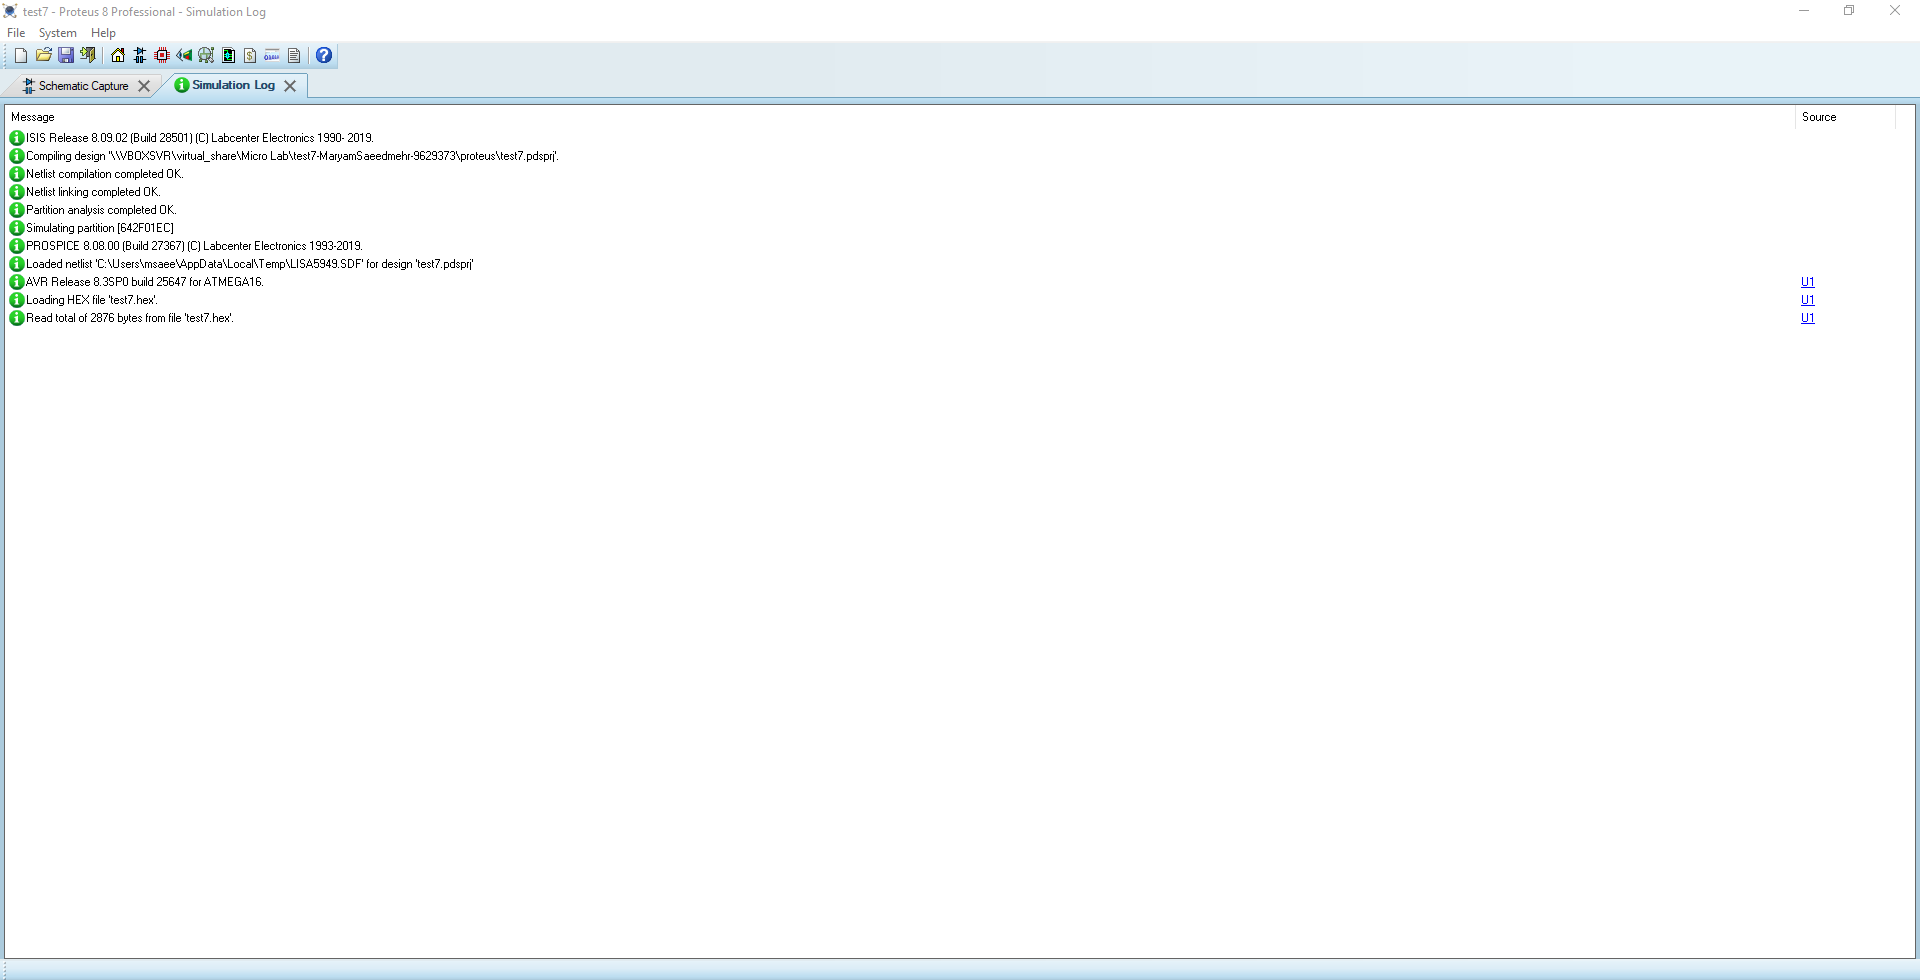 test7 - Proteus 8 Professional - Simulation Log
File System Help
Schematic Capture Simulation Log
Message Source
ISIS Release 8.09.02 (Build 28501) (C) Labcenter Electronics 1990- 2019.
Compiling design '\\VBOXSVR\virtual_share\Micro Lab\test7-MaryamSaeedmehr-9629373\proteus\test7.pdsprj'.
Netlist compilation completed OK.
Netlist linking completed OK.
Partition analysis completed OK.
Simulating partition [642F01EC]
PROSPICE 8.08.00 (Build 27367) (C) Labcenter Electronics 1993-2019.
Loaded netlist 'C:\Users\msaee\AppData\Local\Temp\LISA5949.SDF' for design 'test7.pdsprj'
AVR Release 8.3SP0 build 25647 for ATMEGA16. U1
Loading HEX file 'test7.hex'. U1
Read total of 2876 bytes from file 'test7.hex'. U1